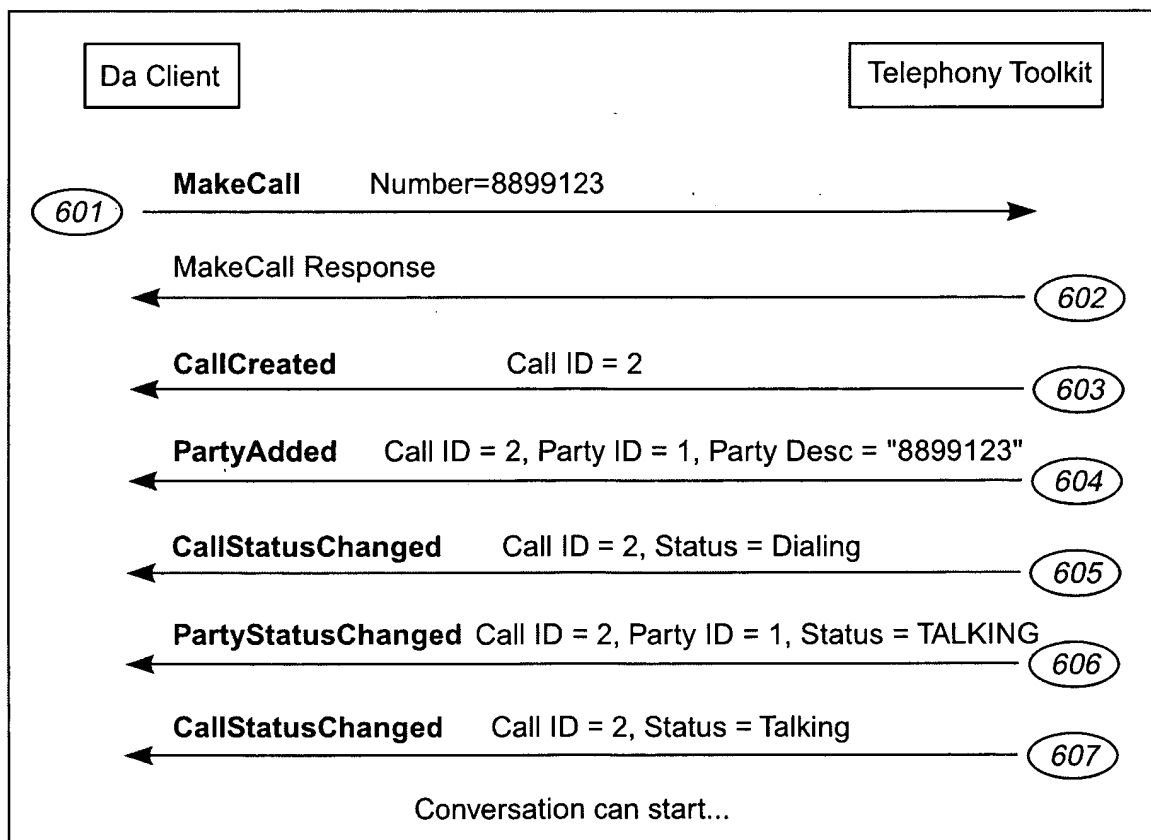 Da Client
Telephony Toolkit
MakeCall Number=8899123
601
MakeCall Response
602
CallCreated Call ID = 2
603
PartyAdded Call ID = 2, Party ID = 1, Party Desc = "8899123"
604
CallStatusChanged Call ID = 2, Status = Dialing
605
PartyStatusChanged Call ID = 2, Party ID = 1, Status = TALKING
606
CallStatusChanged Call ID = 2, Status = Talking
607
Conversation can start...